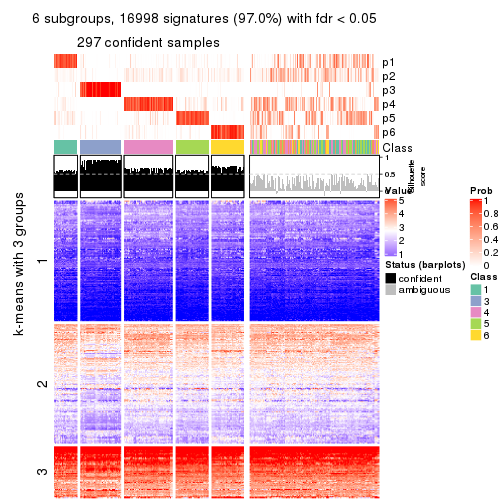 6 subgroups, 16998 signatures (97.0%) with fdr < 0.05
297 confident samples
p1
p2
p3
p4
p5
p6
Class
1
0.5
0
Silhouette
score
k-means with 3 groups
1
2
3
Value
5
4
3
2
1
Status (barplots)
confident
ambiguous
Prob
1
0.8
0.6
0.4
0.2
0
Class
1
3
4
5
6